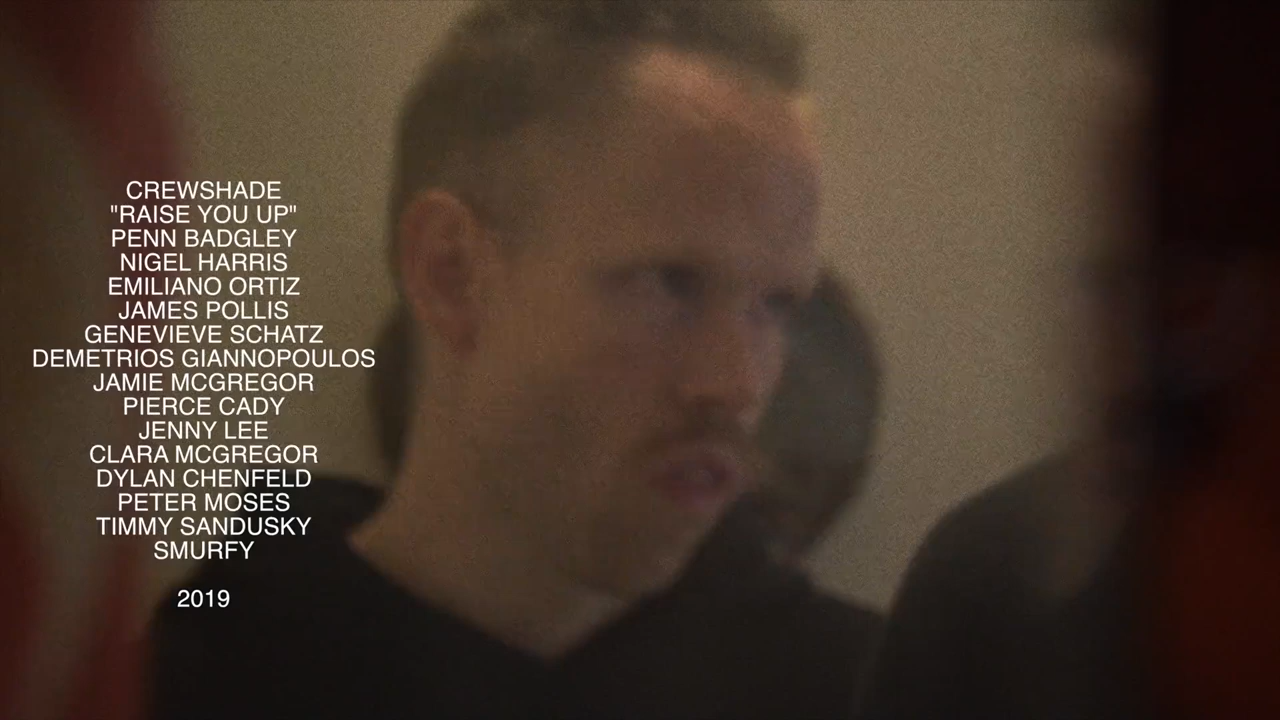 CREWSHADE
"RAISE YOU UP"
PENN BADGLEY
NIGEL HARRIS
EMILIANO ORTIZ
JAMES POLLIS
GENEVIEVE SCHATZ
DEMETRIOS GIANNOPOULOS
JAMIE MCGREGOR
PIERCE CADY
JENNY LEE
CLARA MCGREGOR
DYLAN CHENFELD
PETER MOSES
TIMMY SANDUSKY
SMURFY
2019